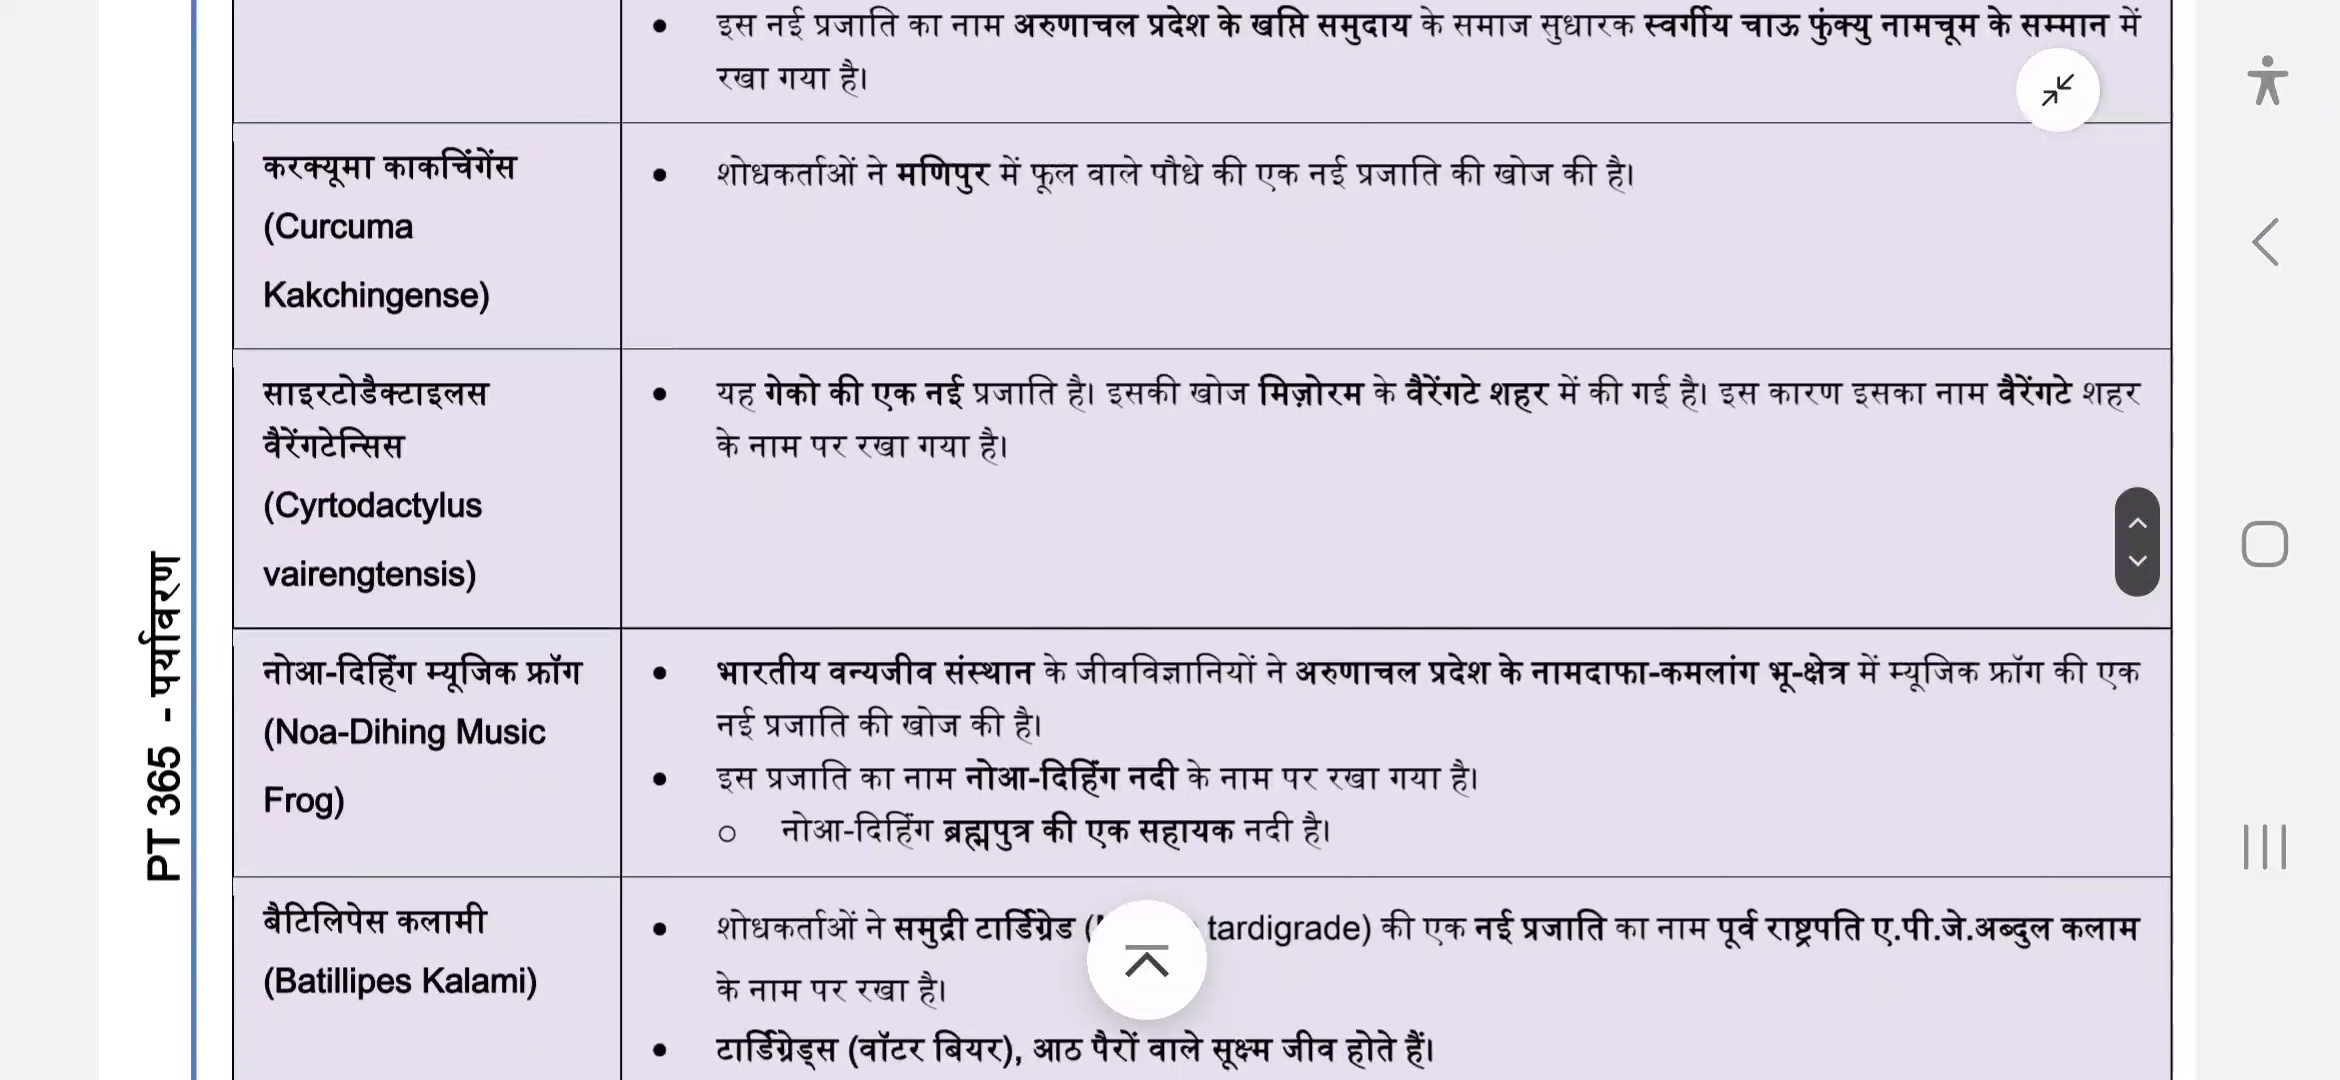 इस नई प्रजाति का नाम अरुणाचल प्रदेश के खप्ति समुदाय के समाज सुधारक स्वर्गीय चाऊ फुंक्यु नामचूम के सम्मान में
रखा गया है।
करक्यूमा काकचिंगेंस
(Curcuma
Kakchingense)
शोधकर्ताओं ने मणिपुर में फूल वाले पौधे की एक नई प्रजाति की खोज की है।
साइरटोडैक्टाइलस
वैरेंगटेन्सिस
(Cyrtodactylus
vairengtensis)
यह गेको की एक नई प्रजाति है। इसकी खोज मिज़ोरम के वैरेंगटे शहर में की गई है। इस कारण इसका नाम वैरेंगटे शहर
के नाम पर रखा गया है।
नोआ-दिहिंग म्यूजिक फ्रॉग
(Noa-Dihing Music
Frog)
भारतीय वन्यजीव संस्थान के जीवविज्ञानियों ने अरुणाचल प्रदेश के नामदाफा-कमलांग भू-क्षेत्र में म्यूजिक फ्रॉग की एक
नई प्रजाति की खोज की है।
इस प्रजाति का नाम नोआ-दिहिंग नदी के नाम पर रखा गया है।
नोआ-दिहिंग ब्रह्मपुत्र की एक सहायक नदी है।
बैटिलिपेस कलामी
(Batillipes Kalami)
शोधकर्ताओं ने समुद्री टार्डिग्रेड ( tardigrade) की एक नई प्रजाति का नाम पूर्व राष्ट्रपति ए.पी.जे.अब्दुल कलाम
के नाम पर रखा है।
टार्डिग्रेड्स (वॉटर बियर), आठ पैरों वाले सूक्ष्म जीव होते हैं।
PT 365 - पर्यावरण